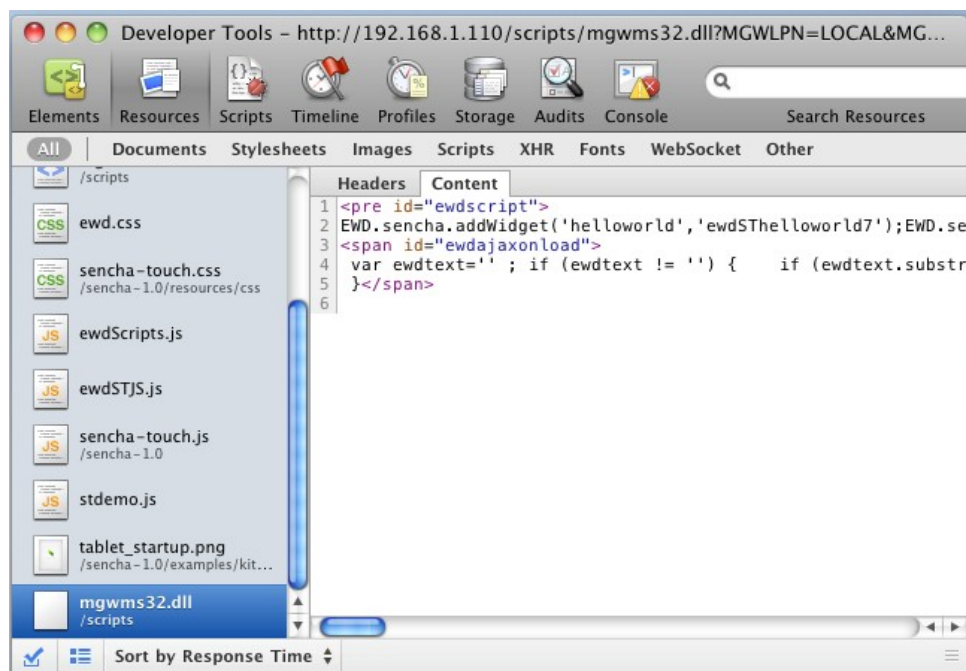 Developer Tools – http://192.168.1.110/scripts/mgwms32.dll?MGWLPN=LOCAL&MG...
Elements Resources Scripts Timeline Profiles Storage Audits Console Search Resources
All Documents Stylesheets Images Scripts XHR Fonts WebSocket Other
/scripts
ewd.css
sencha-touch.css
/sencha-1.0/resources/css
ewdScripts.js
ewdSTJS.js
sencha-touch.js
/sencha-1.0
stdemo.js
tablet_startup.png
/sencha-1.0/examples/kit...
mgwms32.dll
/scripts
Headers Content
1 <pre id="ewdscript">
2 EWD.sencha.addWidget('helloworld','ewdSThelloworld7');EWD.se
3 <span id="ewdajaxonload">
4 var ewdtext='' ; if (ewdtext != '') { if (ewdtext.substr
5 }</span>
6
Sort by Response Time